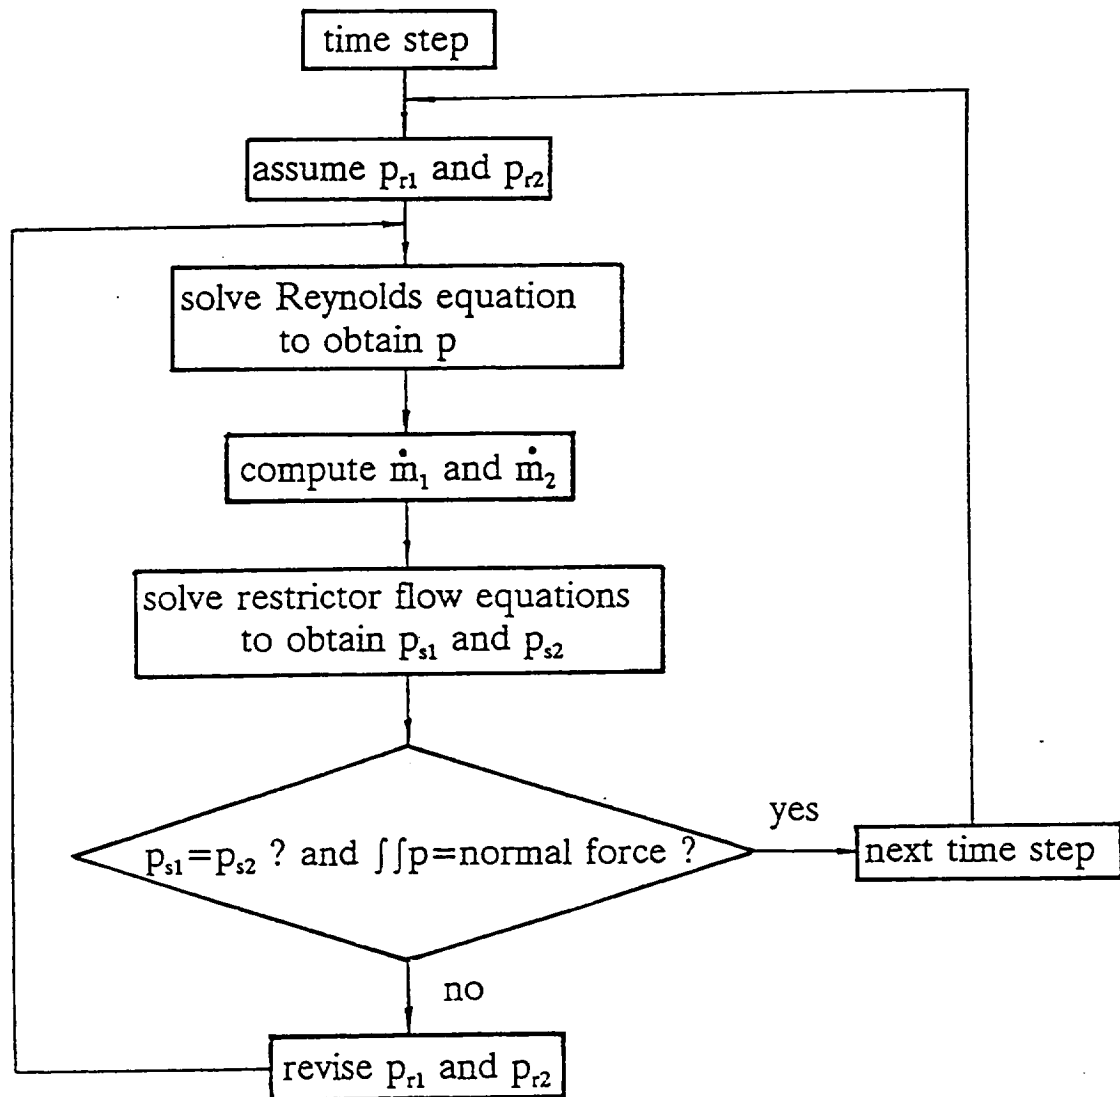 time step
assume p_r1 and p_r2
solve Reynolds equation
to obtain p
compute ṁ_1 and ṁ_2
solve restrictor flow equations
to obtain p_s1 and p_s2
p_s1=p_s2 ? and ∫∫p=normal force ?
yes
next time step
no
revise p_r1 and p_r2